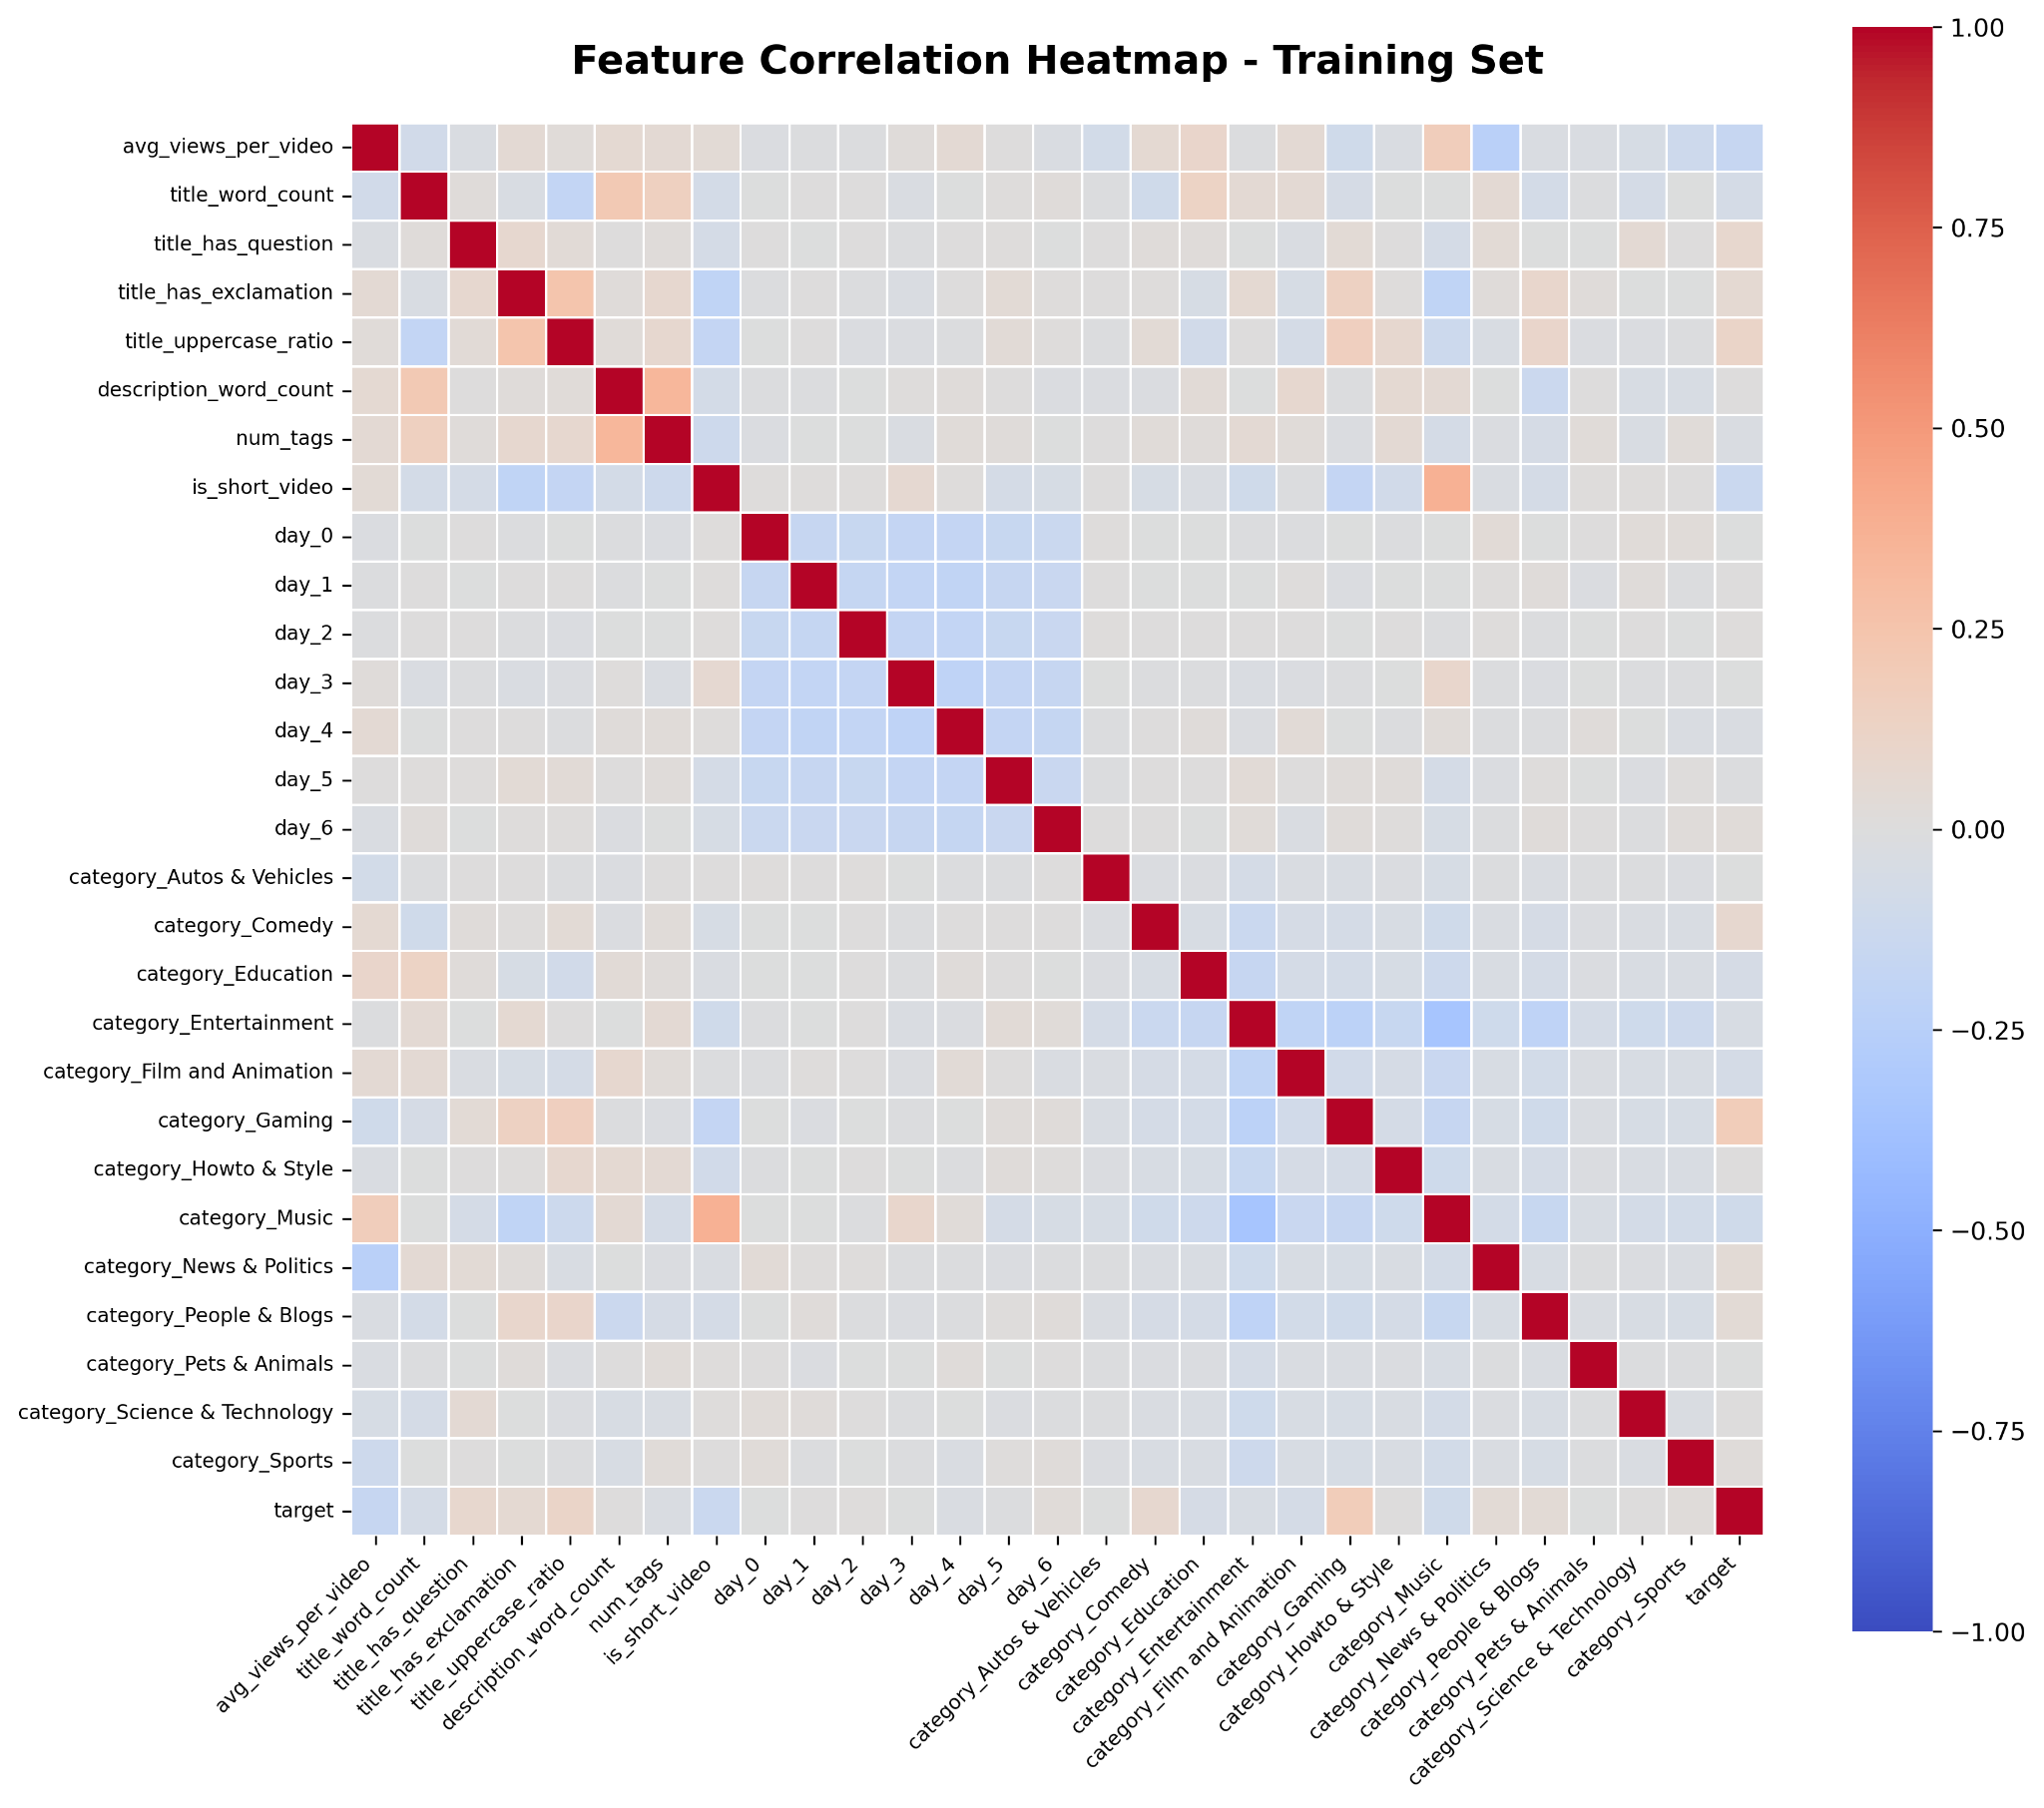 Feature Correlation Heatmap - Training Set
avg_views_per_video
title_word_count
title_has_question
title_has_exclamation
title_uppercase_ratio
description_word_count
num_tags
is_short_video
day_0
day_1
day_2
day_3
day_4
day_5
day_6
category_Autos & Vehicles
category_Comedy
category_Education
category_Entertainment
category_Film and Animation
category_Gaming
category_Howto & Style
category_Music
category_News & Politics
category_People & Blogs
category_Pets & Animals
category_Science & Technology
category_Sports
target
avg_views_per_video
title_word_count
title_has_question
title_has_exclamation
title_uppercase_ratio
description_word_count
num_tags
is_short_video
day_0
day_1
day_2
day_3
day_4
day_5
day_6
category_Autos & Vehicles
category_Comedy
category_Education
category_Entertainment
category_Film and Animation
category_Gaming
category_Howto & Style
category_Music
category_News & Politics
category_People & Blogs
category_Pets & Animals
category_Science & Technology
category_Sports
target
1.00
0.75
0.50
0.25
0.00
−0.25
−0.50
−0.75
−1.00